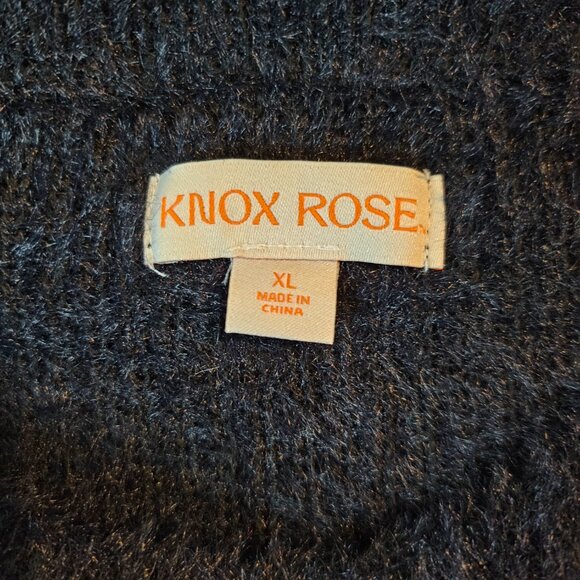 KNOX ROSE
XL
MADE IN
CHINA